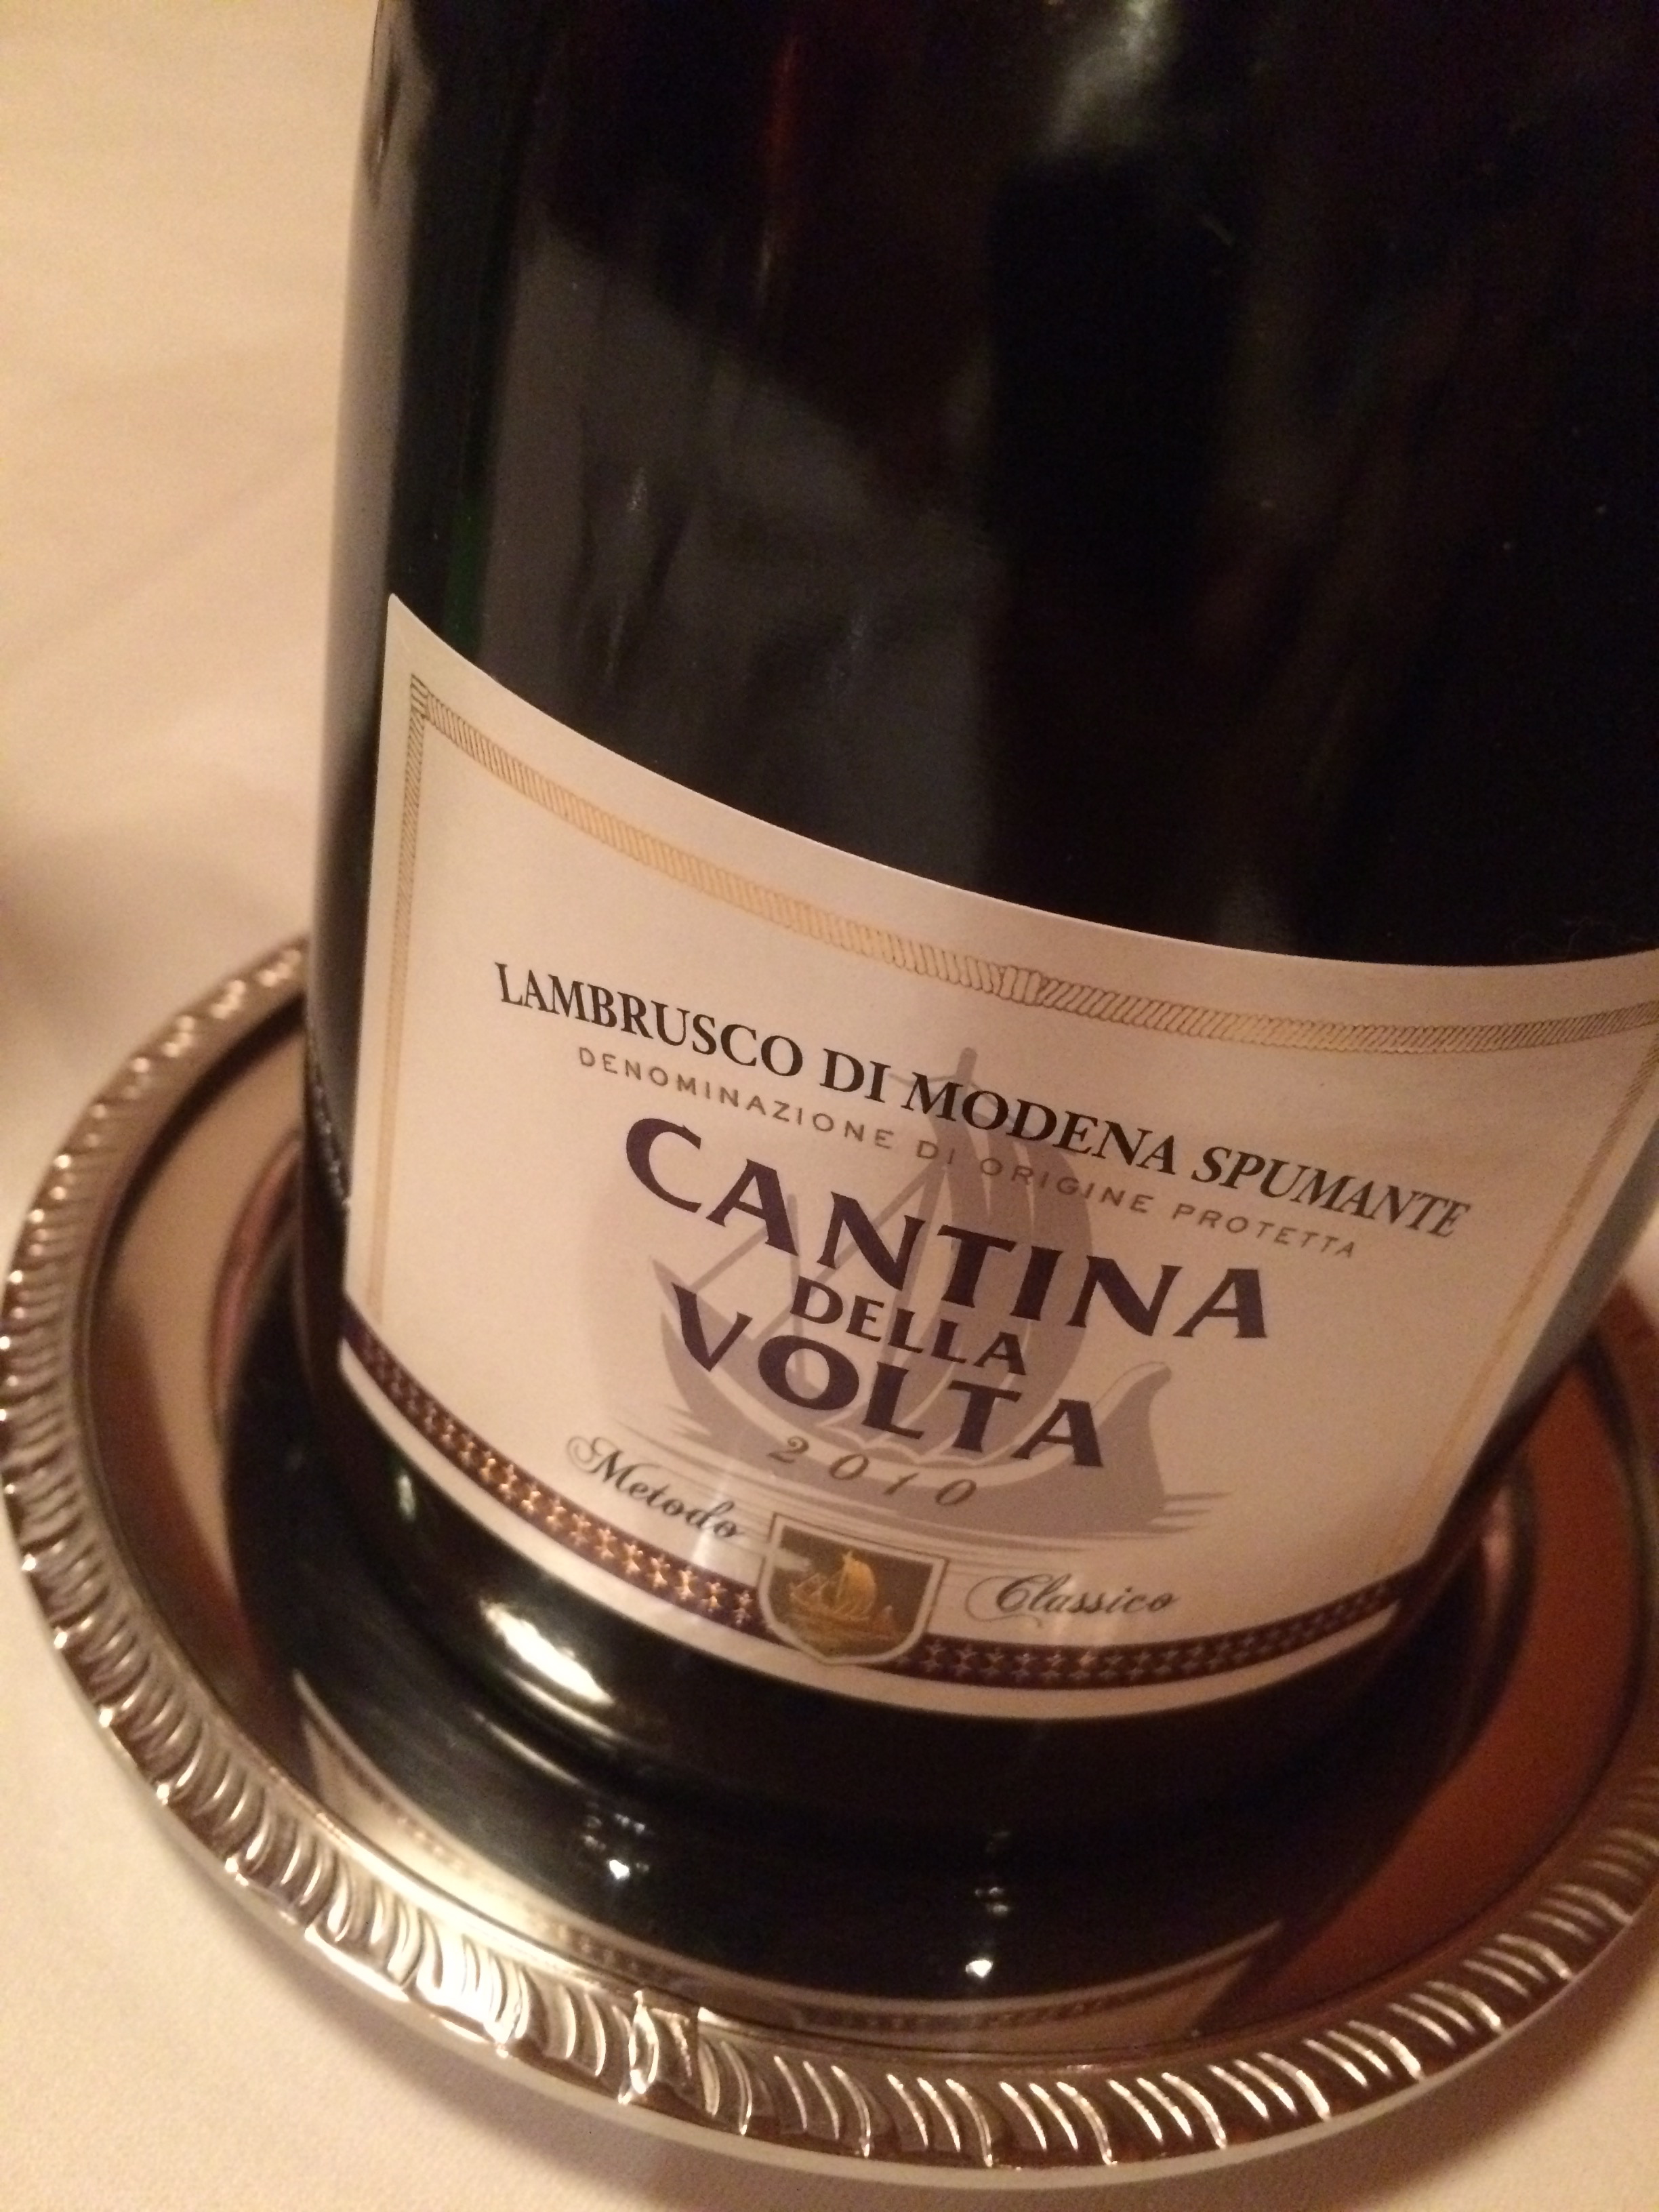 LAMBRUSCO DI MODENA SPUMANTE
DENOMINAZIONE DI ORIGINE PROTETTA
CANTINA
DELLA
VOLTA
2010
Metodo Classico